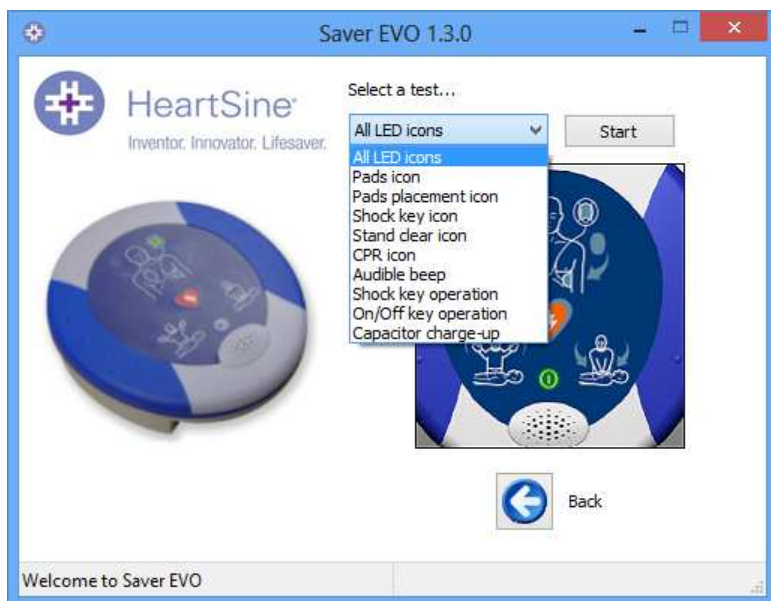 Saver EVO 1.3.0
HeartSine
Inventor. Innovator. Lifesaver.
Select a test...
All LED icons
Start
All LED icons
Pads icon
Pads placement icon
Shock key icon
Stand clear icon
CPR icon
Audible beep
Shock key operation
On/Off key operation
Capacitor charge-up
Back
Welcome to Saver EVO